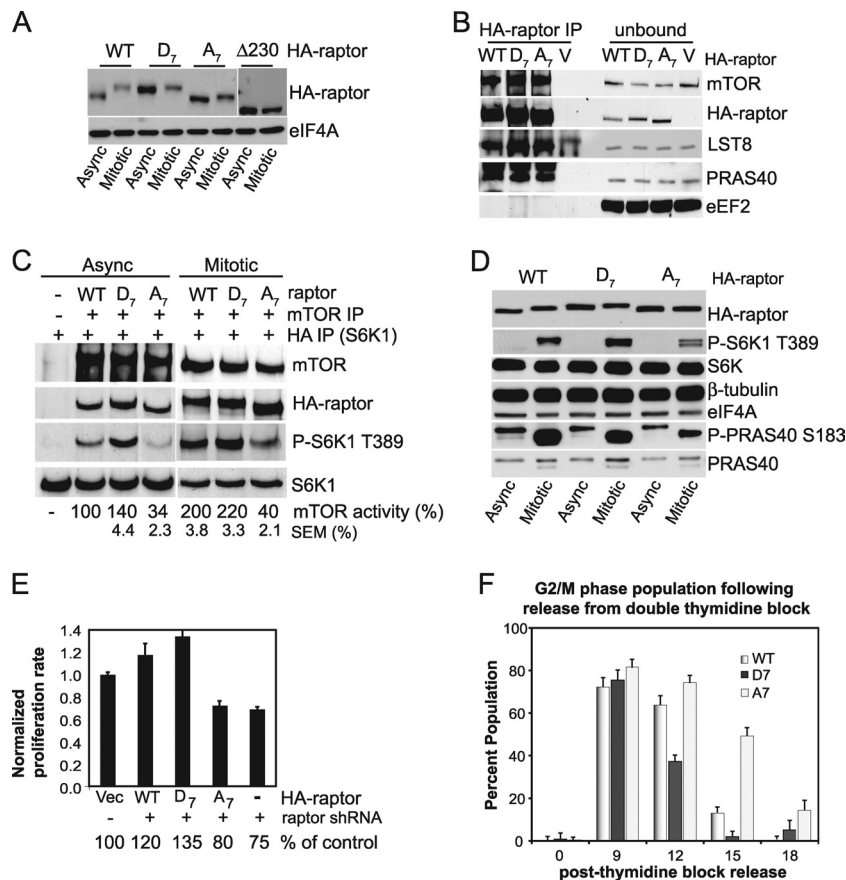 A
WT D7 A7 Δ230 HA-raptor
HA-raptor
eIF4A
Async Mitotic Async Mitotic Async Mitotic Async Mitotic
B
HA-raptor IP unbound
WT D7 A7 V WT D7 A7 V HA-raptor
mTOR
HA-raptor
LST8
PRAS40
eEF2
C
Async Mitotic
- WT D7 A7 WT D7 A7 raptor
- + + + + + + mTOR IP
+ + + + + + + HA IP (S6K1)
mTOR
HA-raptor
P-S6K1 T389
S6K1
- 100 140 34 200 220 40 mTOR activity (%)
4.4 2.3 3.8 3.3 2.1 SEM (%)
D
WT D7 A7 HA-raptor
HA-raptor
P-S6K1 T389
S6K
β-tubulin
eIF4A
P-PRAS40 S183
PRAS40
Async Mitotic Async Mitotic Async Mitotic
E
Normalized
proliferation rate
1.4
1.2
1.0
0.8
0.6
0.4
0.2
0.0
Vec WT D7 A7 - HA-raptor
- + + + + raptor shRNA
100 120 135 80 75 % of control
F
G2/M phase population following
release from double thymidine block
Percent Population
100
80
60
40
20
0
WT
D7
A7
0 9 12 15 18
post-thymidine block release